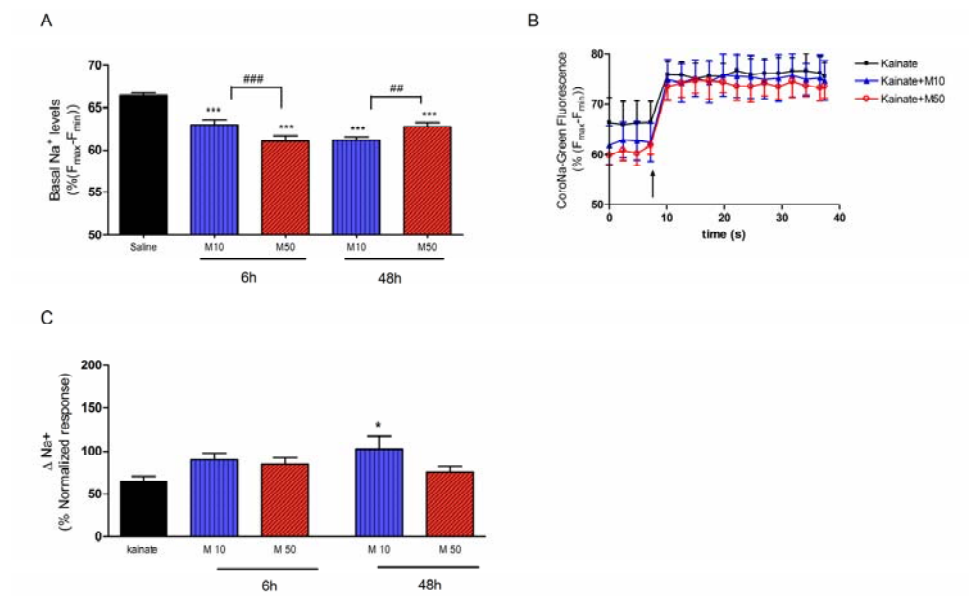 A
Basal Na+ levels
(%(Fmax-Fmin))
70
65
60
55
50
***
###
***
***
##
***
Saline
M10
M50
M10
M50
6h
48h
B
CoroNa-Green Fluorescence
(% (Fmax-Fmin))
80
70
60
50
0
10
20
30
40
time (s)
Kainate
Kainate+M10
Kainate+M50
C
Δ Na+
(% Normalized response)
200
150
100
50
0
*
kainate
M 10
M 50
M 10
M 50
6h
48h